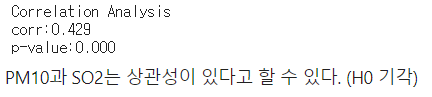 Correlation Analysis
corr:0.429
p-value:0.000
PM10과 SO2는 상관성이 있다고 할 수 있다. (H0 기각)